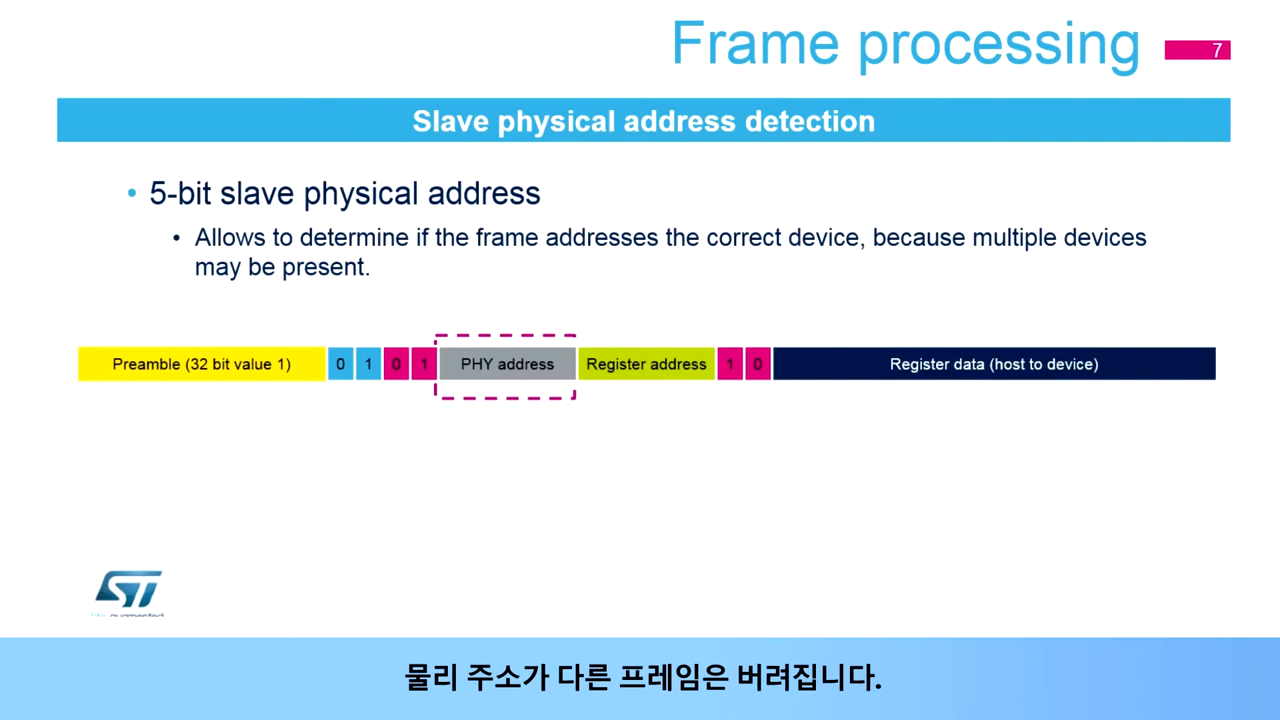 Frame processing
7
Slave physical address detection
• 5-bit slave physical address
• Allows to determine if the frame addresses the correct device, because multiple devices
may be present.
Preamble (32 bit value 1) 0 1 0 1 PHY address Register address 1 0 Register data (host to device)
ST
물리 주소가 다른 프레임은 버려집니다.